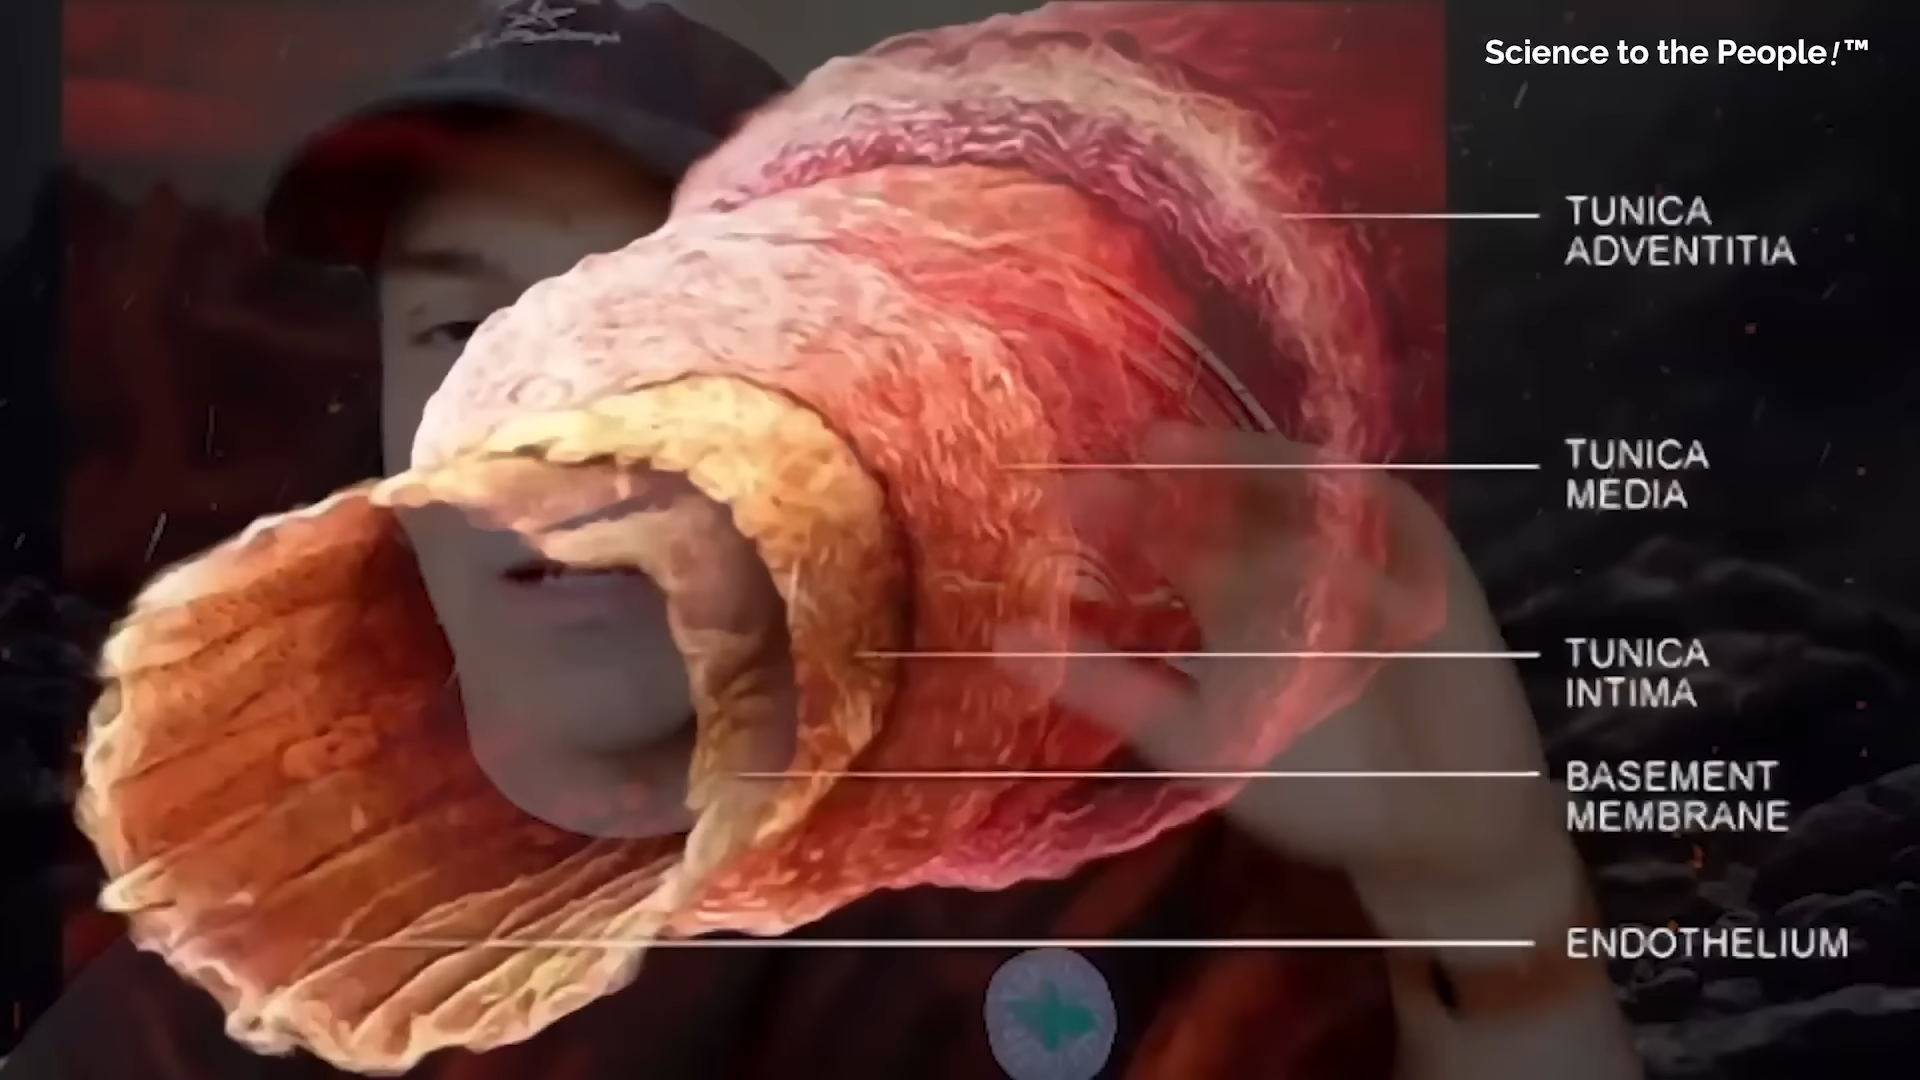 Science to the People!™
TUNICA
ADVENTITIA
TUNICA
MEDIA
TUNICA
INTIMA
BASEMENT
MEMBRANE
ENDOTHELIUM